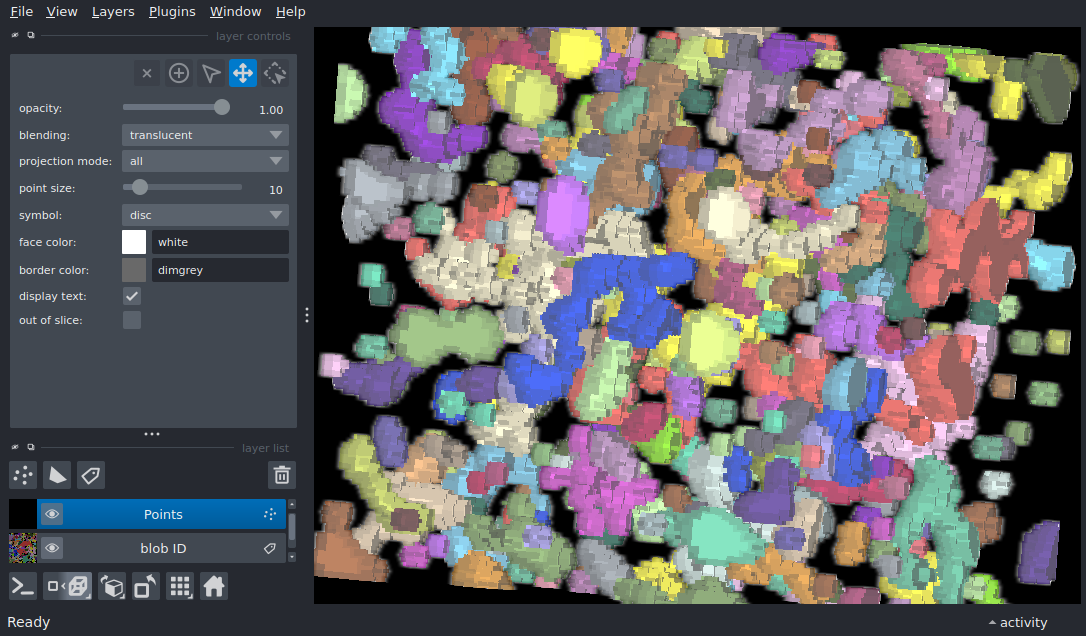 File View Layers Plugins Window Help
layer controls
opacity: 1.00
blending: translucent
projection mode: all
point size: 10
symbol: disc
face color: white
border color: dimgrey
display text:
out of slice:
layer list
Points
blob ID
Ready activity